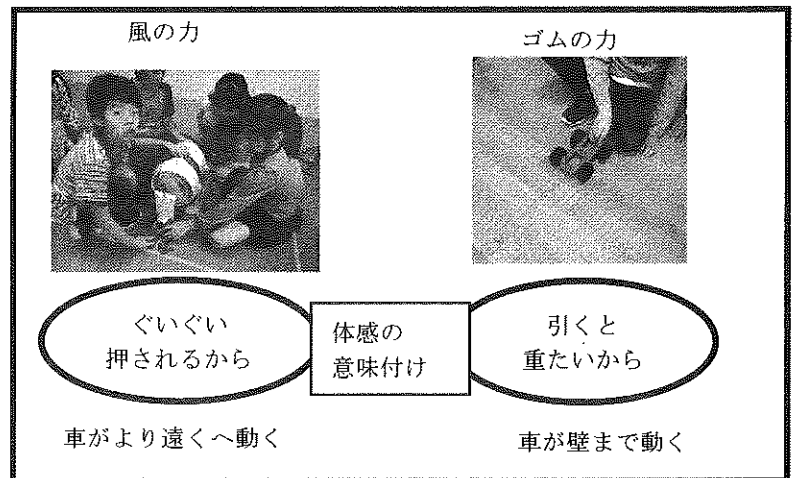 風の力
ゴムの力
ぐいぐい
押されるから
体感の
意味付け
引くと
重たいから
車がより遠くへ動く
車が壁まで動く